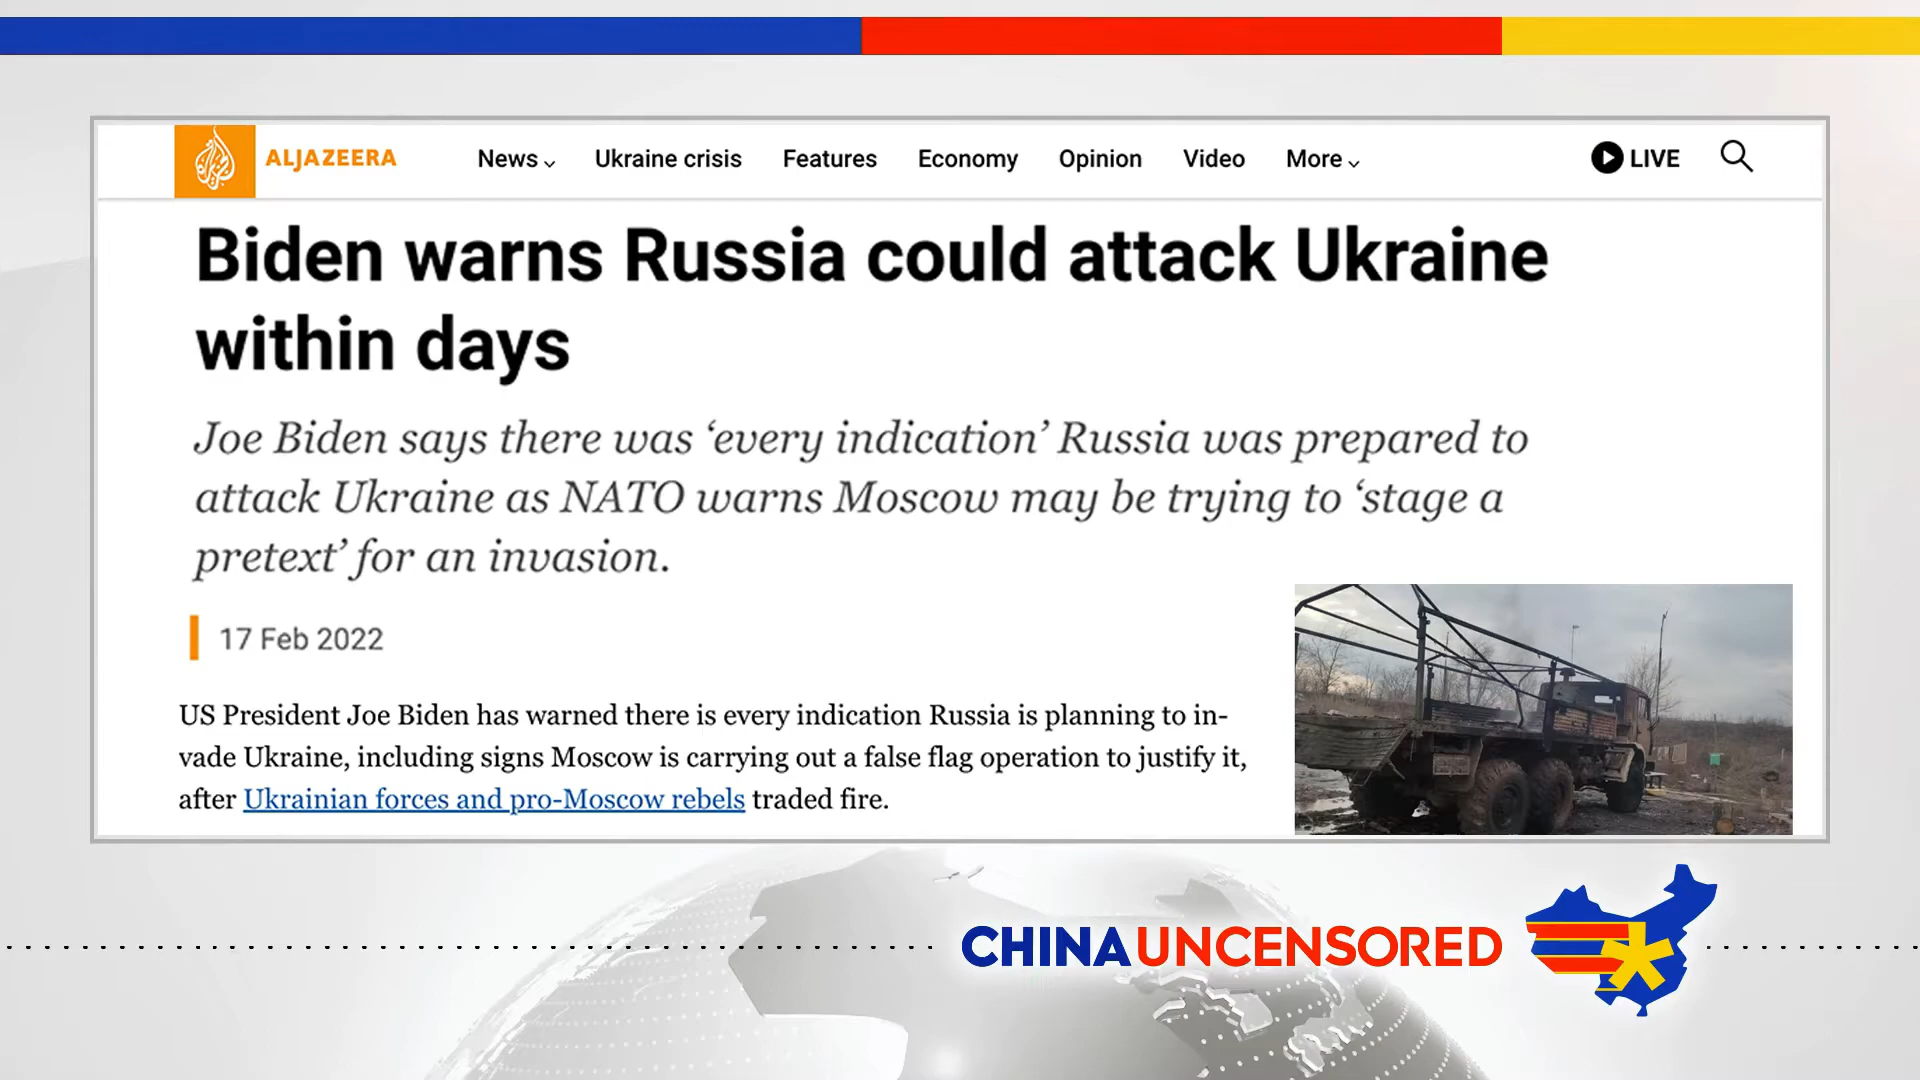 ALJAZEERA News Ukraine crisis Features Economy Opinion Video More LIVE
Biden warns Russia could attack Ukraine
within days
Joe Biden says there was ‘every indication’ Russia was prepared to
attack Ukraine as NATO warns Moscow may be trying to ‘stage a
pretext’ for an invasion.
17 Feb 2022
US President Joe Biden has warned there is every indication Russia is planning to in-
vade Ukraine, including signs Moscow is carrying out a false flag operation to justify it,
after Ukrainian forces and pro-Moscow rebels traded fire.
CHINAUNCENSORED